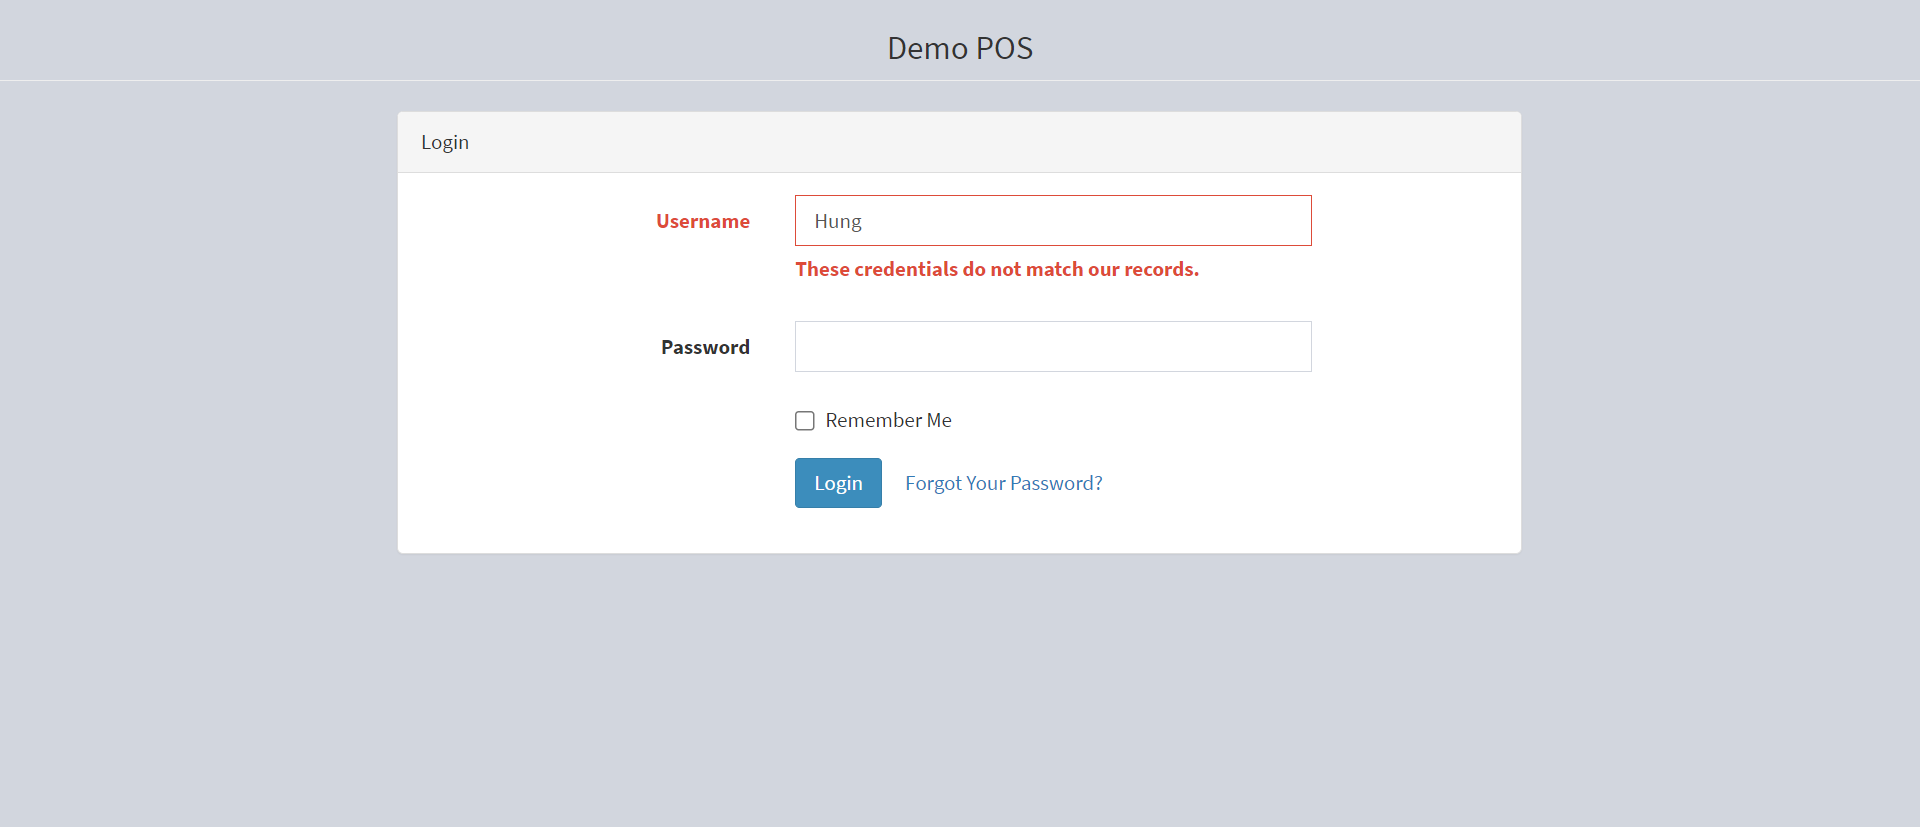 Demo POS
Login
Username
Hung
These credentials do not match our records.
Password
Remember Me
Login
Forgot Your Password?